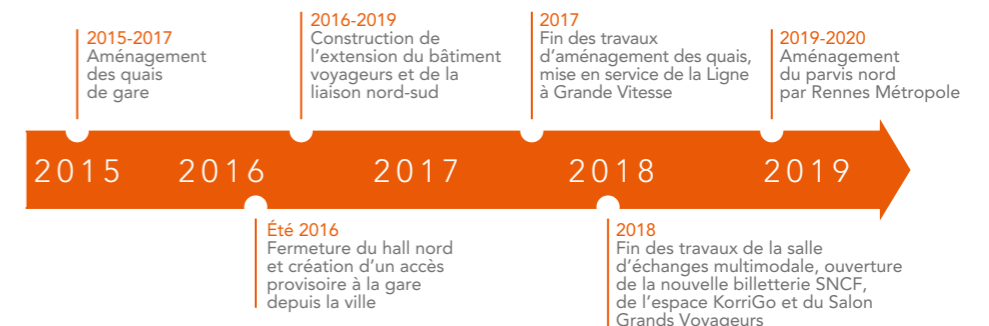 2015-2017
Aménagement
des quais
de gare
2016-2019
Construction de
l'extension du bâtiment
voyageurs et de la
liaison nord-sud
2017
Fin des travaux
d'aménagement des quais,
mise en service de la Ligne
à Grande Vitesse
2019-2020
Aménagement
du parvis nord
par Rennes Métropole
2015 2016 2017 2018 2019
Été 2016
Fermeture du hall nord
et création d'un accès
provisoire à la gare
depuis la ville
2018
Fin des travaux de la salle
d'échanges multimodale, ouverture
de la nouvelle billetterie SNCF,
de l'espace KorriGo et du Salon
Grands Voyageurs